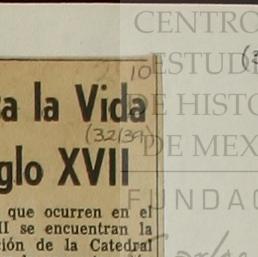 CENTRO
ESTUDI
DE HISTO
DE MEX
FUNDAC
10
a la Vida
(32/39)
glo XVII
que ocurren en el
II se encuentran la
ción de la Catedral